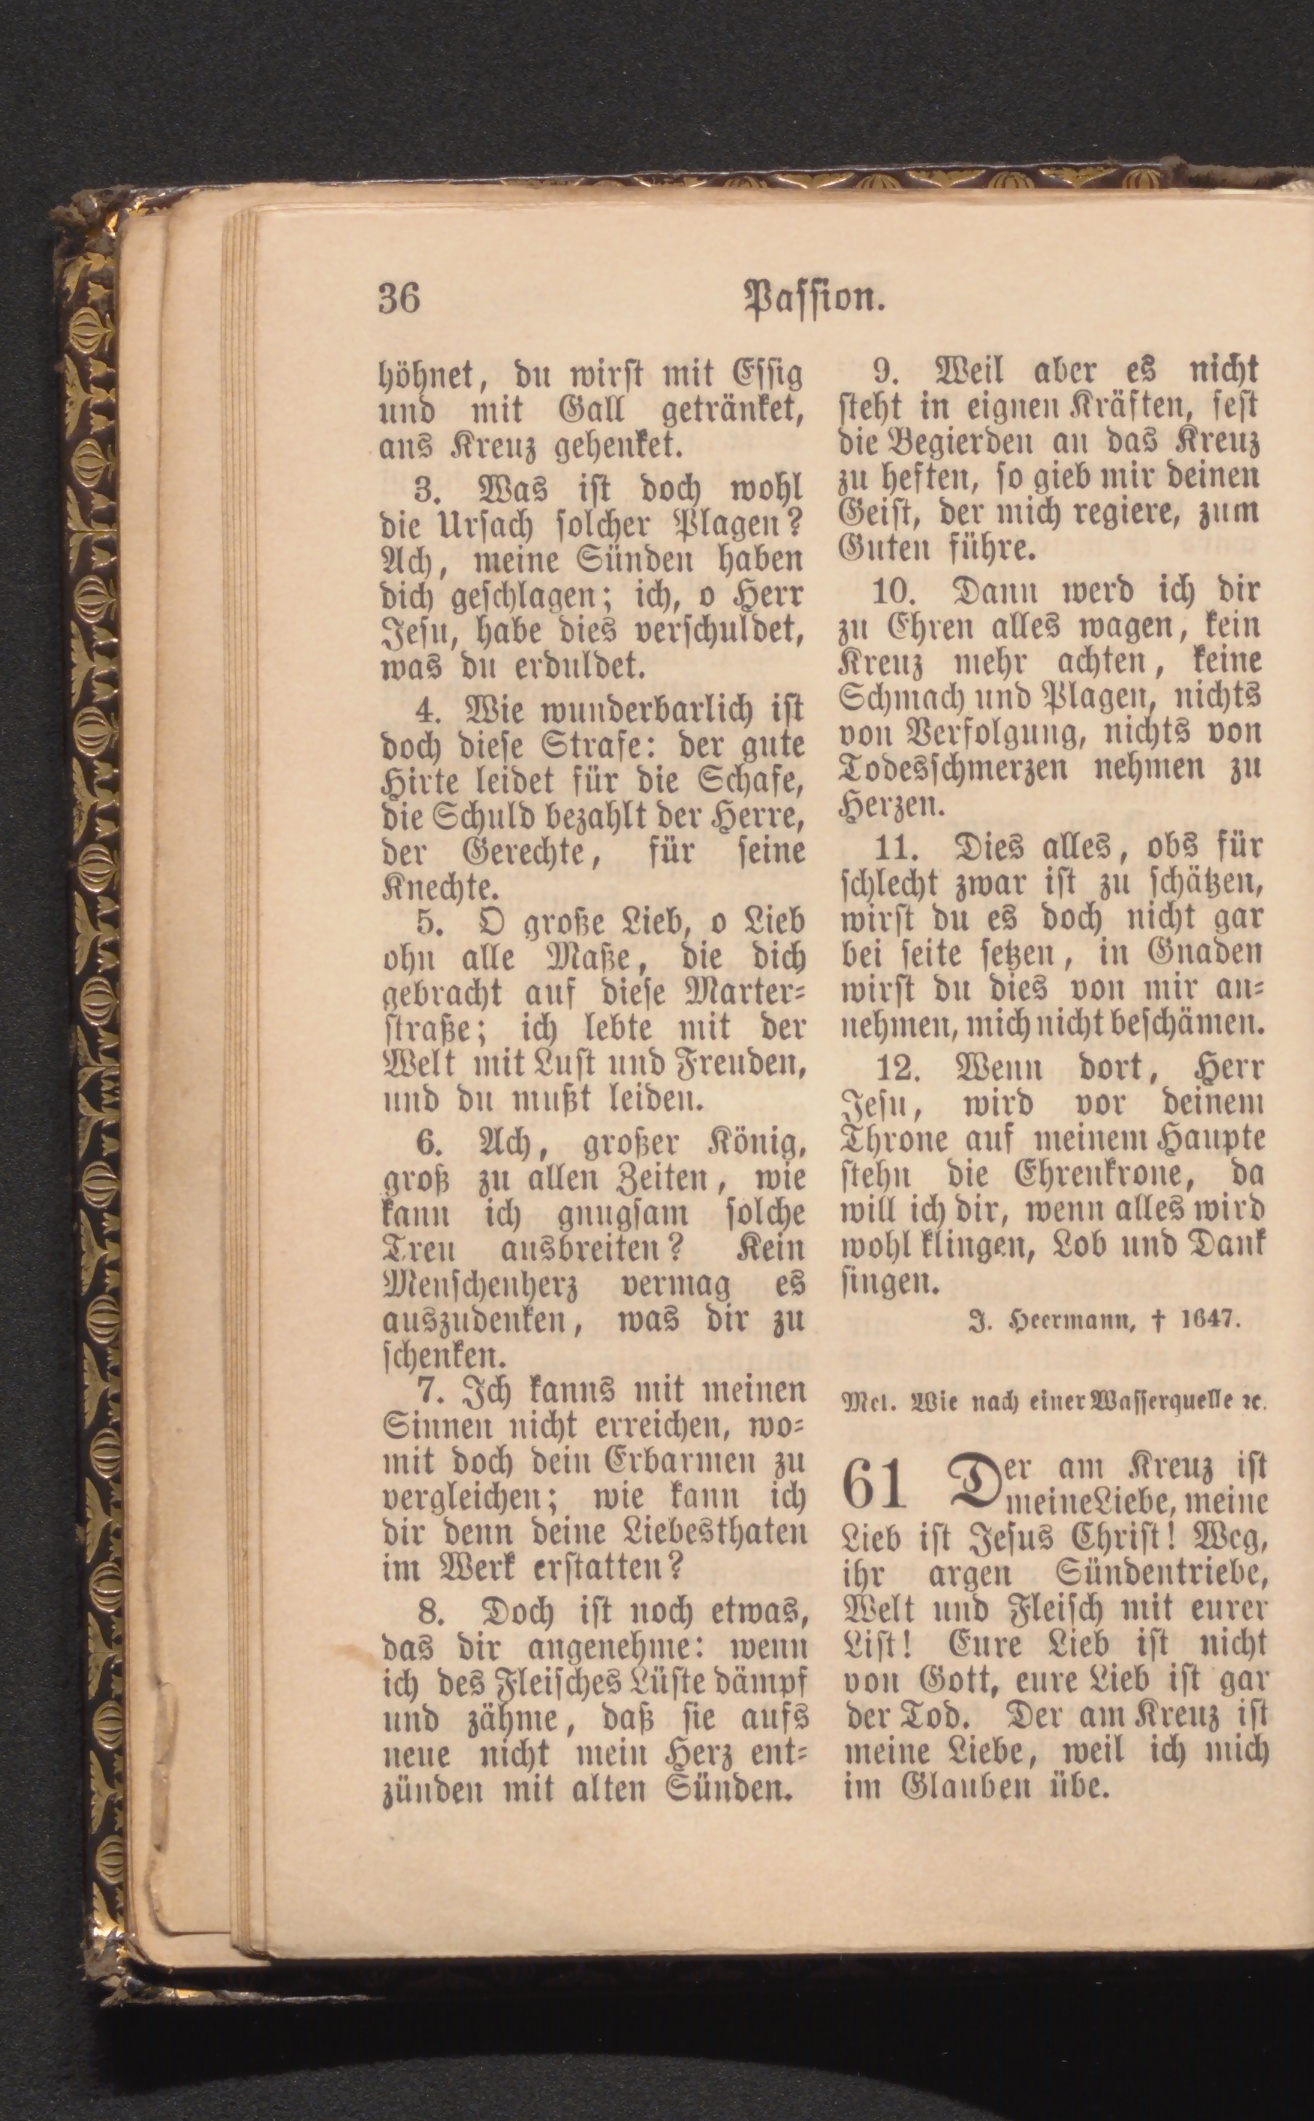 36
Passion.
höhnet, du wirst mit Essig
und mit Gall getränket,
ans Kreuz gehenket.
3. Was ist doch wohl
die Ursach solcher Plagen?
Ach, meine Sünden haben
dich geschlagen; ich, o Herr
Jesu, habe dies verschuldet,
was du erduldet.
4. Wie wunderbarlich ist
doch diese Strafe: der gute
Hirte leidet für die Schafe,
die Schuld bezahlt der Herre,
der Gerechte, für seine
Knechte.
5. O große Lieb, o Lieb
ohn alle Maße, die dich
gebracht auf diese Marter-
straße; ich lebte mit der
Welt mit Lust und Freuden,
und du mußt leiden.
6. Ach, großer König,
groß zu allen Zeiten, wie
kann ich gnugsam solche
Treu ausbreiten? Kein
Menschenherz vermag es
auszudenken, was dir zu
schenken.
7. Ich kanns mit meinen
Sinnen nicht erreichen, wo-
mit doch dein Erbarmen zu
vergleichen; wie kann ich
dir denn deine Liebesthaten
im Werk erstatten?
8. Doch ist noch etwas,
das dir angenehme: wenn
ich des Fleisches Lüste dämpf
und zähme, daß sie aufs
neue nicht mein Herz ent-
zünden mit alten Sünden.
9. Weil aber es nicht
steht in eignen Kräften, fest
die Begierden an das Kreuz
zu heften, so gieb mir deinen
Geist, der mich regiere, zum
Guten führe.
10. Dann werd ich dir
zu Ehren alles wagen, kein
Kreuz mehr achten, keine
Schmach und Plagen, nichts
von Verfolgung, nichts von
Todesschmerzen nehmen zu
Herzen.
11. Dies alles, obs für
schlecht zwar ist zu schätzen,
wirst du es doch nicht gar
bei seite setzen, in Gnaden
wirst du dies von mir an-
nehmen, mich nicht beschämen.
12. Wenn dort, Herr
Jesu, wird vor deinem
Throne auf meinem Haupte
stehn die Ehrenkrone, da
will ich dir, wenn alles wird
wohl klingen, Lob und Dank
singen.
J. Heermann, † 1647.
Mel. Wie nach einer Wasserquelle ꝛc.
61 Der am Kreuz ist
meine Liebe, meine
Lieb ist Jesus Christ! Weg,
ihr argen Sündentriebe,
Welt und Fleisch mit eurer
List! Eure Lieb ist nicht
von Gott, eure Lieb ist gar
der Tod. Der am Kreuz ist
meine Liebe, weil ich mich
im Glauben übe.